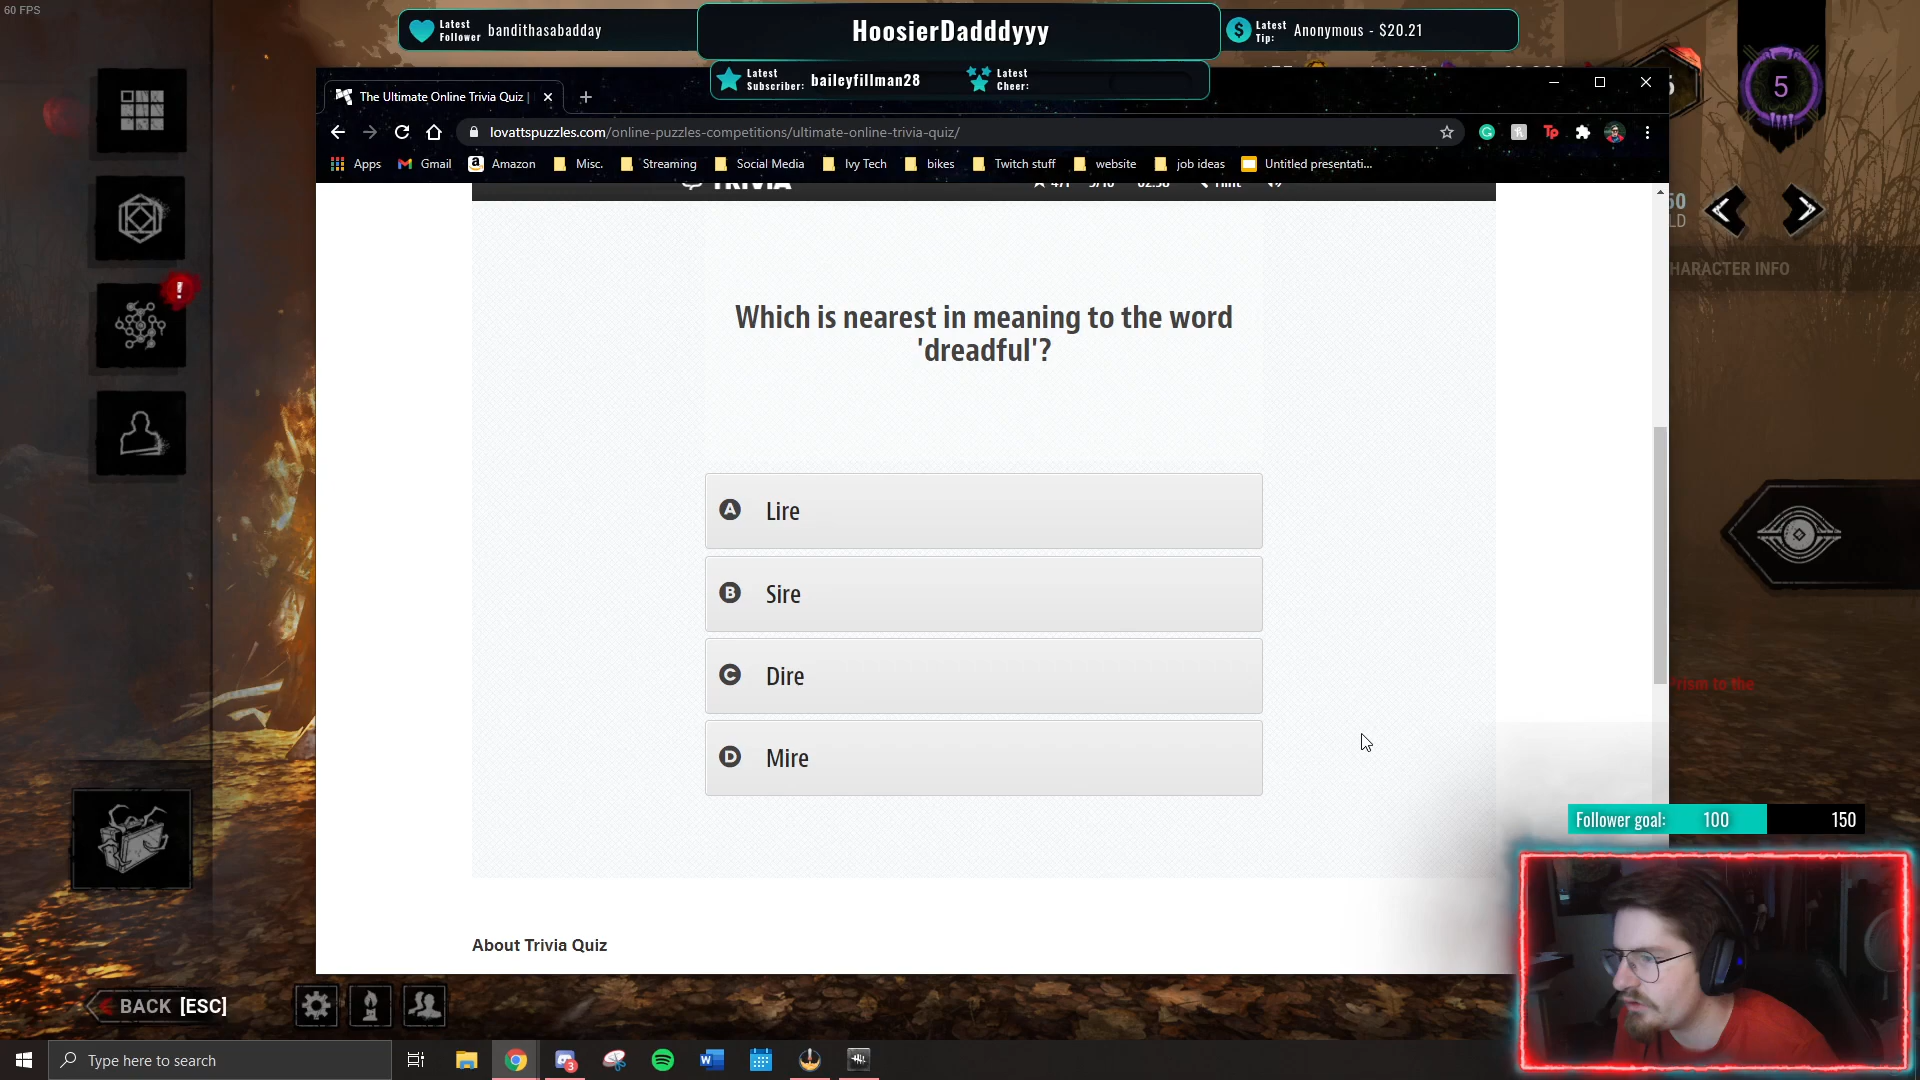 60 FPS
Latest Follower bandithasabadday
HoosierDadddyyy
Latest Tip: Anonymous - $20.21
Latest Subscriber: baileyfillman28
Latest Cheer:
5
The Ultimate Online Trivia Quiz |
lovattspuzzles.com/online-puzzles-competitions/ultimate-online-trivia-quiz/
Apps Gmail Amazon Misc. Streaming Social Media Ivy Tech bikes Twitch stuff website job ideas Untitled presentati...
TRIVIA
Which is nearest in meaning to the word
'dreadful'?
A Lire
B Sire
C Dire
D Mire
About Trivia Quiz
HARACTER INFO
rism to the
Follower goal: 100 150
BACK [ESC]
Type here to search